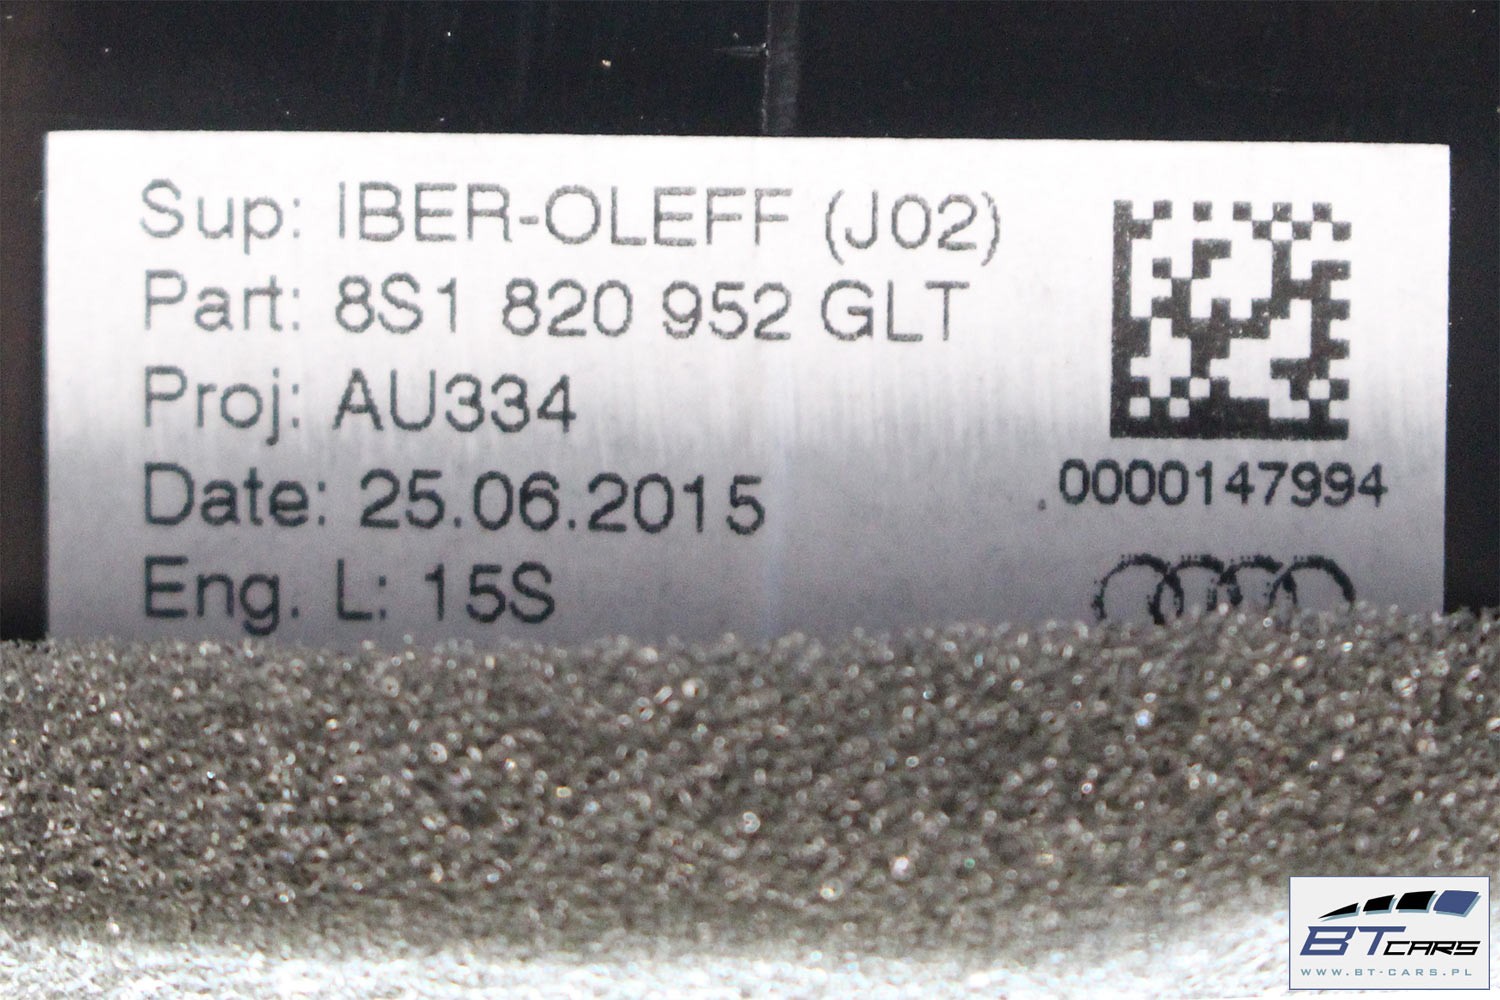 Sup: IBER-OLEFF (J02)
Part: 8S1 820 952 GLT
Proj: AU334
Date: 25.06.2015
Eng. L: 15S
0000147994
BT CARS
WWW.BT-CARS.PL